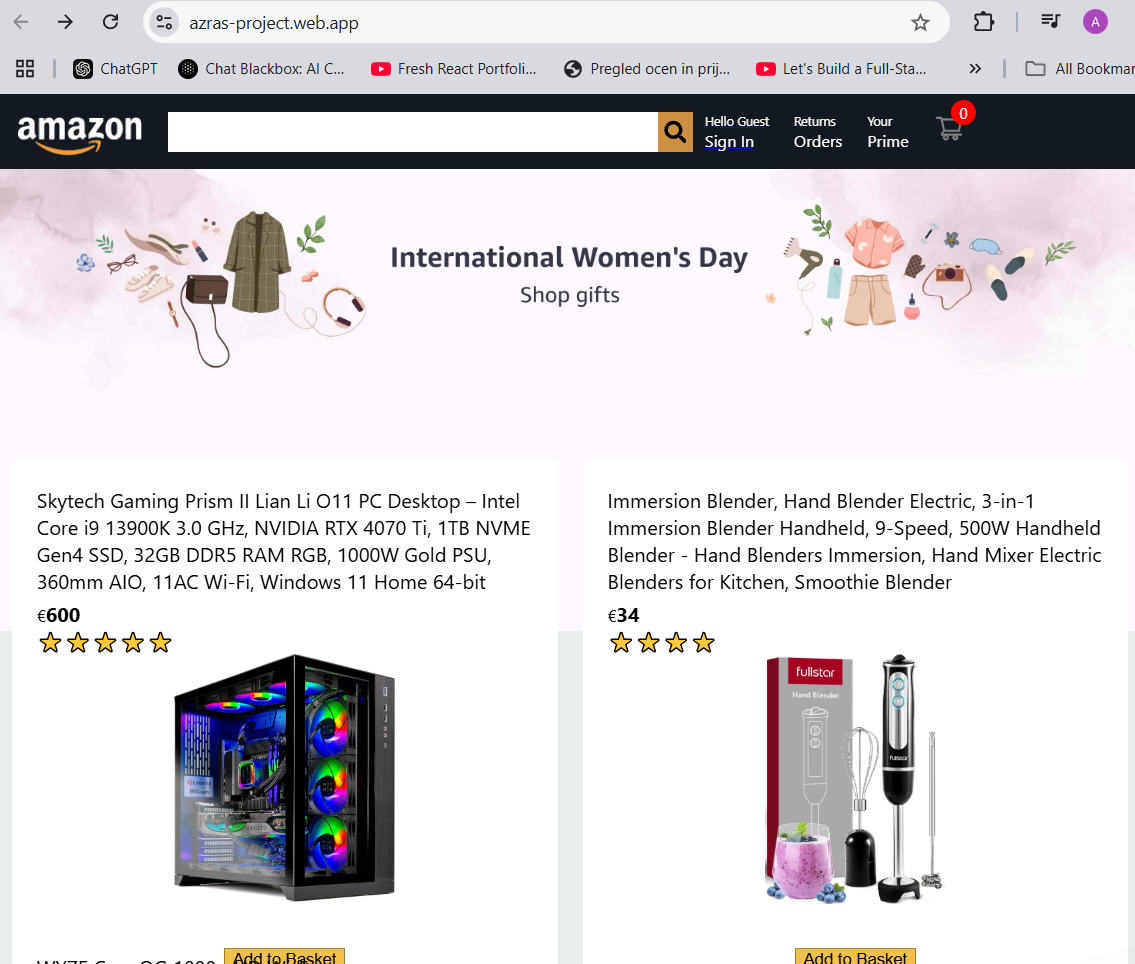 azras-project.web.app
A
ChatGPT
Chat Blackbox: AI C...
Fresh React Portfoli...
Pregled ocen in prij...
Let's Build a Full-Sta...
»
All Bookmar
amazon
Hello Guest
Sign In
Returns
Orders
Your
Prime
0
International Women's Day
Shop gifts
Skytech Gaming Prism II Lian Li O11 PC Desktop – Intel
Core i9 13900K 3.0 GHz, NVIDIA RTX 4070 Ti, 1TB NVME
Gen4 SSD, 32GB DDR5 RAM RGB, 1000W Gold PSU,
360mm AIO, 11AC Wi-Fi, Windows 11 Home 64-bit
€600
Immersion Blender, Hand Blender Electric, 3-in-1
Immersion Blender Handheld, 9-Speed, 500W Handheld
Blender - Hand Blenders Immersion, Hand Mixer Electric
Blenders for Kitchen, Smoothie Blender
€34
fullstar
Hand Blender
fullstar
Add to Basket
Add to Basket